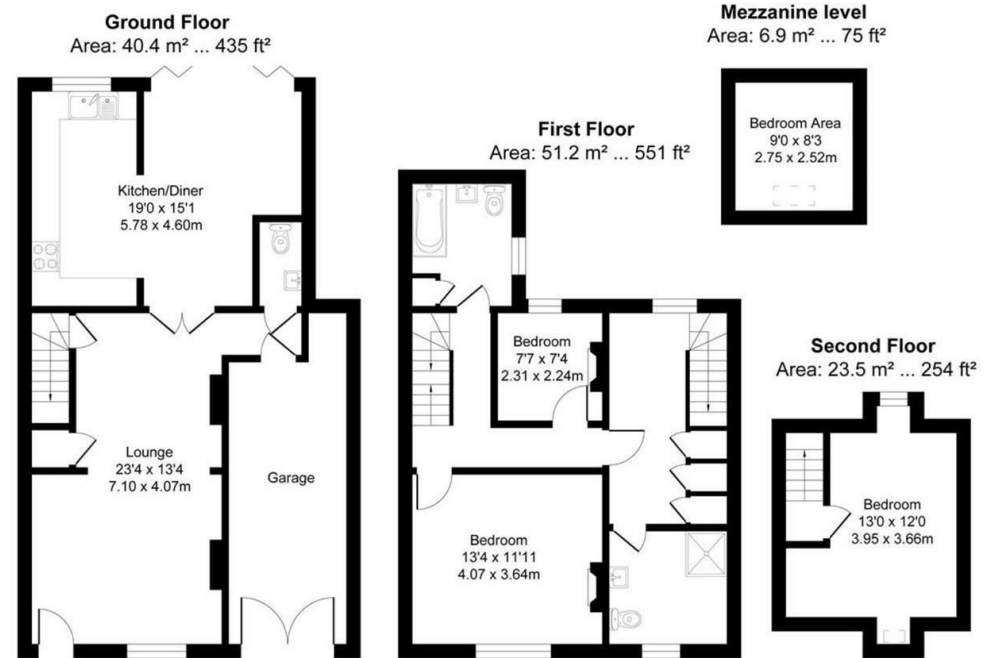 Ground Floor
Area: 40.4 m² ... 435 ft²
Kitchen/Diner
19'0 x 15'1
5.78 x 4.60m
Lounge
23'4 x 13'4
7.10 x 4.07m
Garage
First Floor
Area: 51.2 m² ... 551 ft²
Bedroom
7'7 x 7'4
2.31 x 2.24m
Bedroom
13'4 x 11'11
4.07 x 3.64m
Mezzanine level
Area: 6.9 m² ... 75 ft²
Bedroom Area
9'0 x 8'3
2.75 x 2.52m
Second Floor
Area: 23.5 m² ... 254 ft²
Bedroom
13'0 x 12'0
3.95 x 3.66m